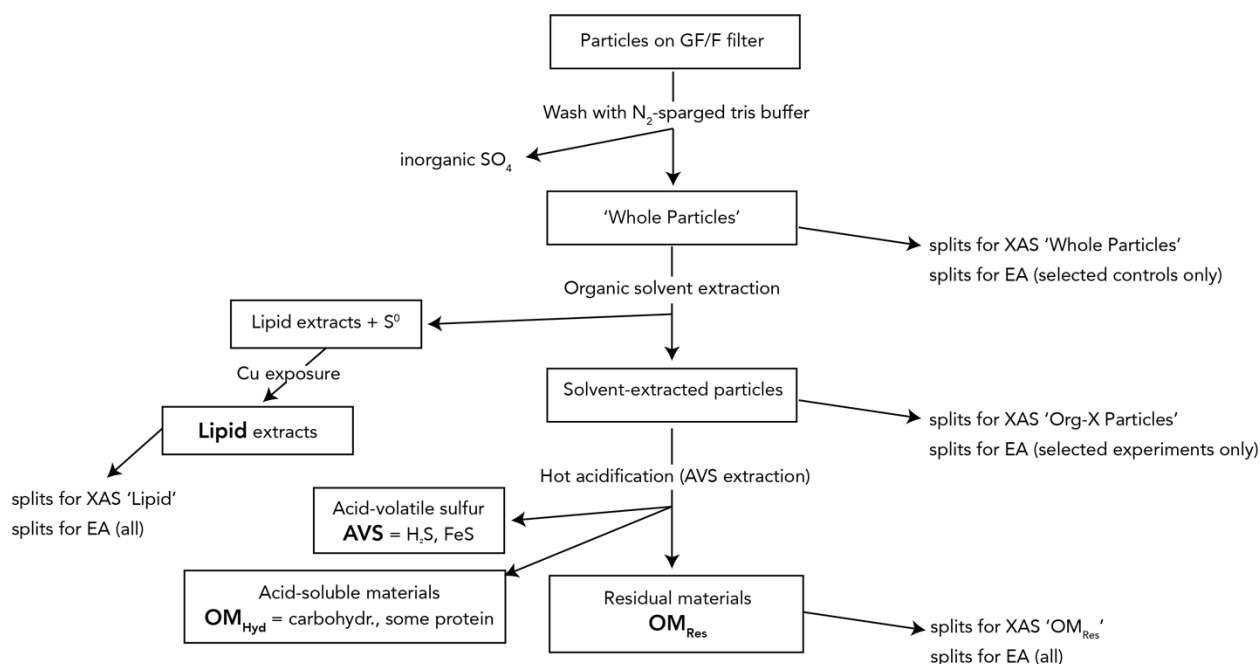 Particles on GF/F filter
Wash with N₂-sparged tris buffer
inorganic SO₄
‘Whole Particles’
splits for XAS ‘Whole Particles’
splits for EA (selected controls only)
Organic solvent extraction
Lipid extracts + S⁰
Cu exposure
Solvent-extracted particles
Lipid extracts
splits for XAS ‘Org-X Particles’
splits for EA (selected experiments only)
Hot acidification (AVS extraction)
splits for XAS ‘Lipid’
splits for EA (all)
Acid-volatile sulfur
AVS = H₂S, FeS
Acid-soluble materials
OM_Hyd = carbohydr., some protein
Residual materials
OM_Res
splits for XAS ‘OM_Res’
splits for EA (all)